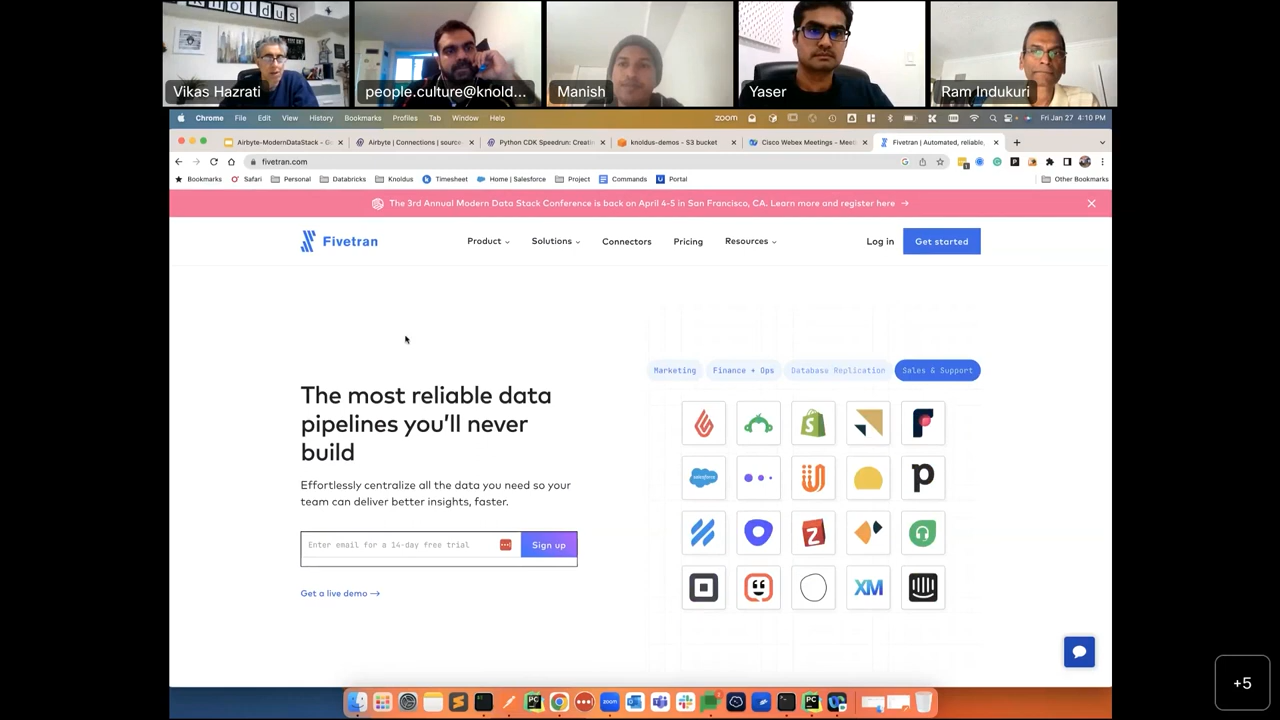 Knoldus
Vikas Hazrati
people.culture@knold...
Manish
Yaser
Ram Indukuri
Chrome File Edit View History Bookmarks Profiles Tab Window Help
zoom
Fri Jan 27 4:10 PM
Airbyte-ModernDataStack - Go
Airbyte | Connections | source
Python CDK Speedrun: Creatin
knoldus-demos - S3 bucket
Cisco Webex Meetings - Meet
Fivetran | Automated, reliable,
fivetran.com
Bookmarks Safari Personal Databricks Knoldus Timesheet Home | Salesforce Project Commands Portal Other Bookmarks
The 3rd Annual Modern Data Stack Conference is back on April 4-5 in San Francisco, CA. Learn more and register here →
Fivetran
Product Solutions Connectors Pricing Resources
Log in Get started
Marketing Finance + Ops Database Replication Sales & Support
The most reliable data
pipelines you’ll never
build
Effortlessly centralize all the data you need so your
team can deliver better insights, faster.
Enter email for a 14-day free trial
Sign up
Get a live demo →
salesforce
XM
+5